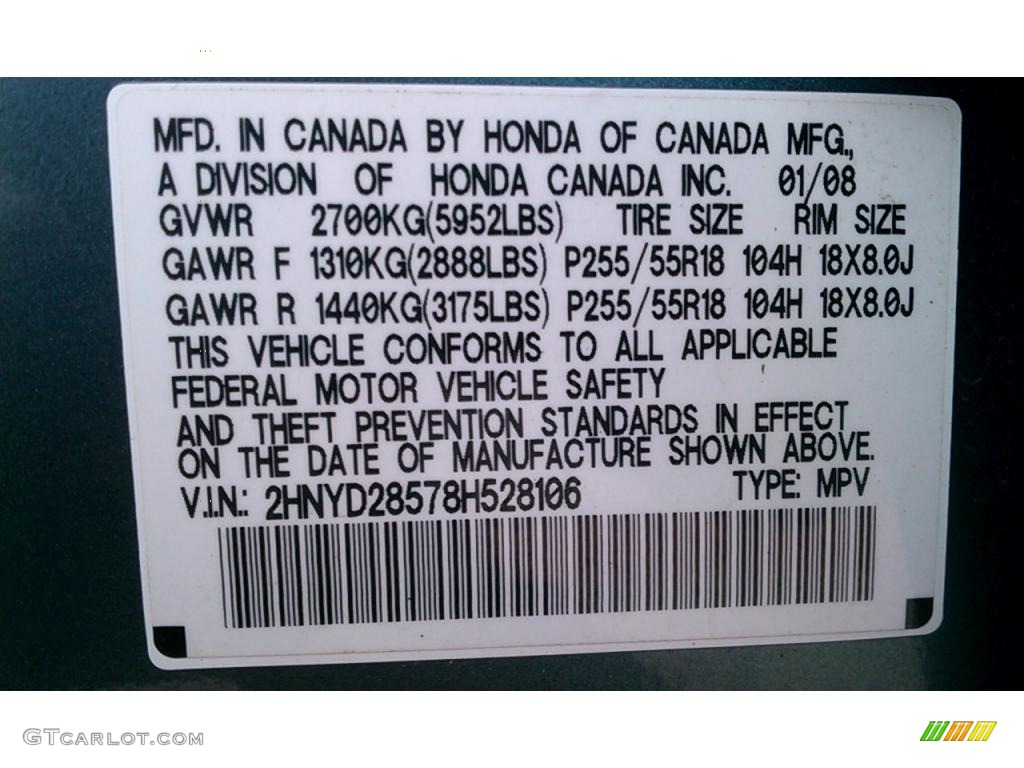 MFD. IN CANADA BY HONDA OF CANADA MFG.,
A DIVISION OF HONDA CANADA INC. 01/08
GVWR 2700KG(5952LBS) TIRE SIZE RIM SIZE
GAWR F 1310KG(2888LBS) P255/55R18 104H 18X8.0J
GAWR R 1440KG(3175LBS) P255/55R18 104H 18X8.0J
THIS VEHICLE CONFORMS TO ALL APPLICABLE
FEDERAL MOTOR VEHICLE SAFETY
AND THEFT PREVENTION STANDARDS IN EFFECT
ON THE DATE OF MANUFACTURE SHOWN ABOVE.
V.I.N.: 2HNYD28578H528106 TYPE: MPV
GTCARLOT.COM